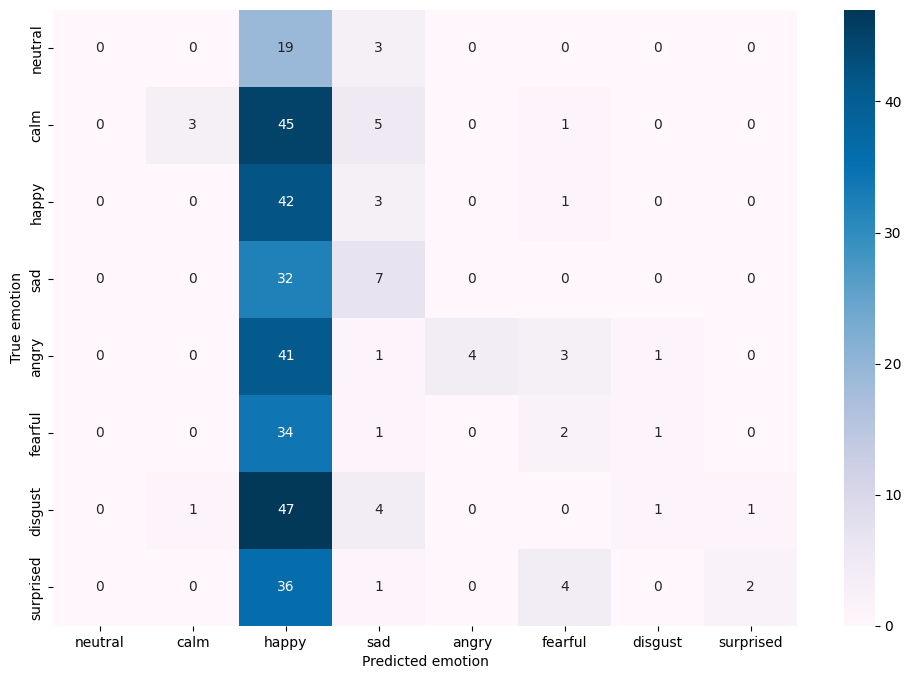 neutral 0 0 19 3 0 0 0 0
calm 0 3 45 5 0 1 0 0
happy 0 0 42 3 0 1 0 0
sad 0 0 32 7 0 0 0 0
angry 0 0 41 1 4 3 1 0
fearful 0 0 34 1 0 2 1 0
disgust 0 1 47 4 0 0 1 1
surprised 0 0 36 1 0 4 0 2
neutral calm happy sad angry fearful disgust surprised
Predicted emotion
True emotion
40
30
20
10
0